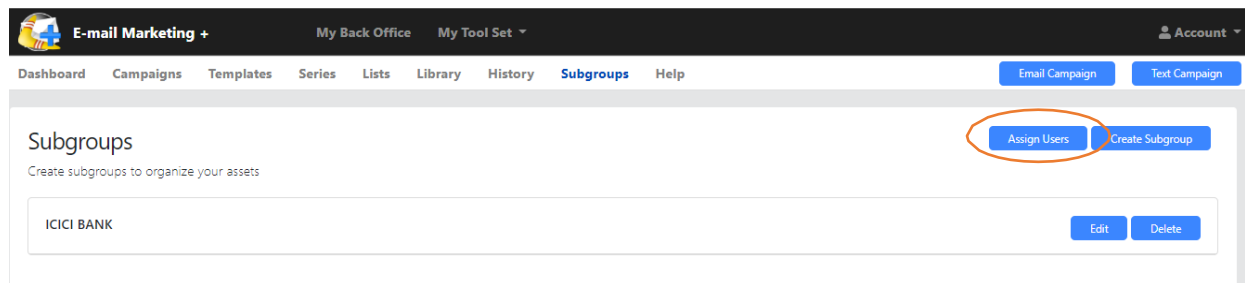 E-mail Marketing + My Back Office My Tool Set Account
Dashboard Campaigns Templates Series Lists Library History Subgroups Help Email Campaign Text Campaign
Subgroups Assign Users Create Subgroup
Create subgroups to organize your assets
ICICI BANK Edit Delete